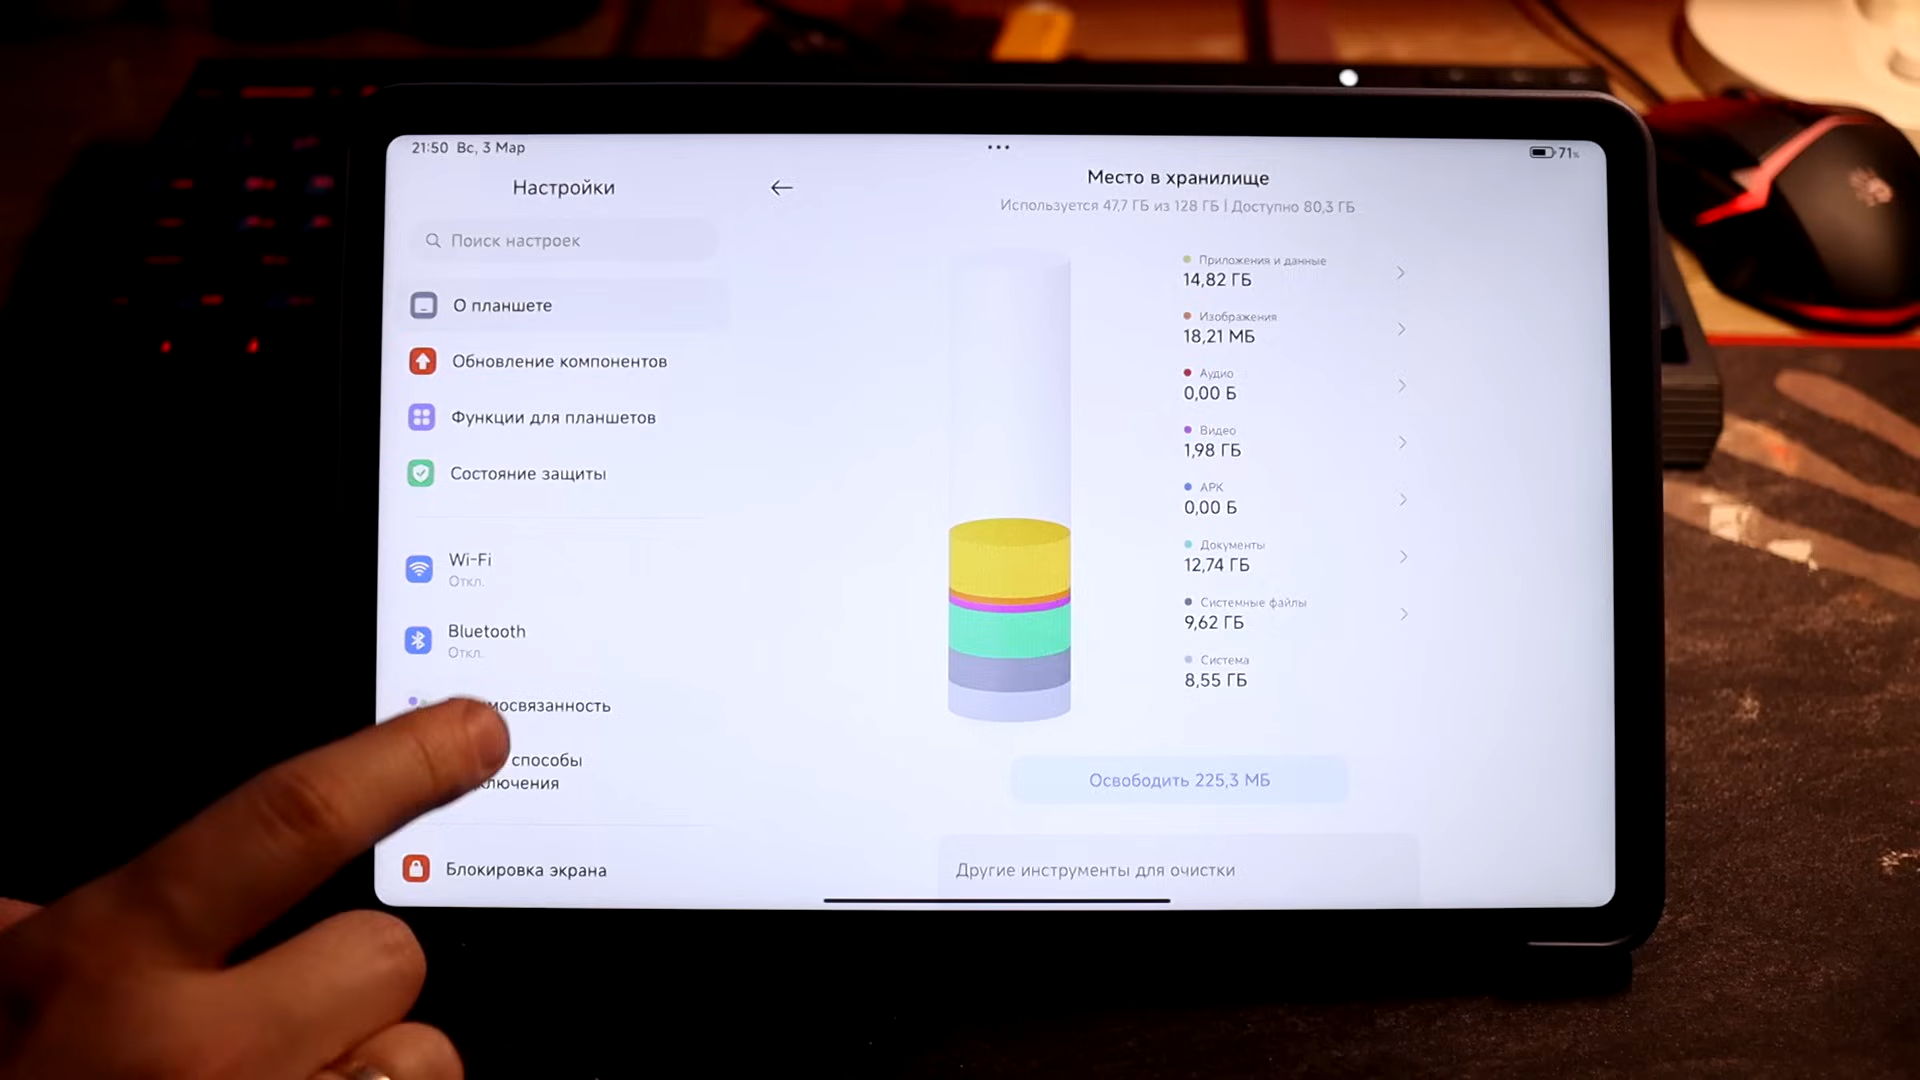 21:50 Вс, 3 Мар
71%
Настройки
Поиск настроек
О планшете
Обновление компонентов
Функции для планшетов
Состояние защиты
Wi-Fi
Откл.
Bluetooth
Откл.
мосвязанность
способы
ключения
Блокировка экрана
Место в хранилище
Используется 47,7 ГБ из 128 ГБ | Доступно 80,3 ГБ
Приложения и данные
14,82 ГБ
Изображения
18,21 МБ
Аудио
0,00 Б
Видео
1,98 ГБ
APK
0,00 Б
Документы
12,74 ГБ
Системные файлы
9,62 ГБ
Система
8,55 ГБ
Освободить 225,3 МБ
Другие инструменты для очистки